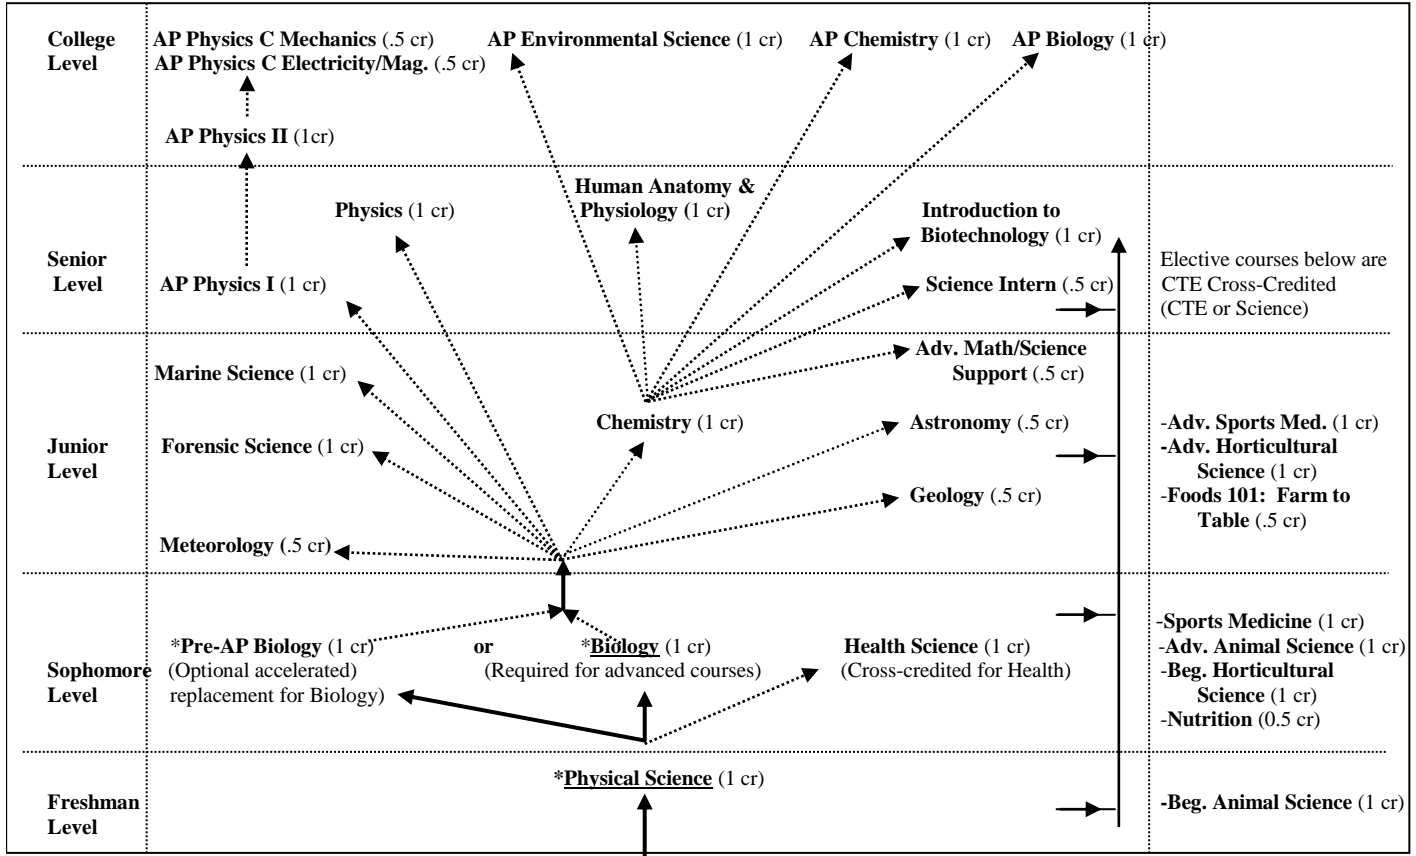 College Level
AP Physics C Mechanics (.5 cr)
AP Physics C Electricity/Mag. (.5 cr)
AP Environmental Science (1 cr)
AP Chemistry (1 cr)
AP Biology (1 cr)
AP Physics II (1cr)
Senior
Level
Physics (1 cr)
Human Anatomy &
Physiology (1 cr)
Introduction to
Biotechnology (1 cr)
AP Physics I (1 cr)
Science Intern (.5 cr)
Elective courses below are
CTE Cross-Credited
(CTE or Science)
Junior
Level
Marine Science (1 cr)
Adv. Math/Science
Support (.5 cr)
Forensic Science (1 cr)
Chemistry (1 cr)
Astronomy (.5 cr)
Geology (.5 cr)
Meteorology (.5 cr)
-Adv. Sports Med. (1 cr)
-Adv. Horticultural
Science (1 cr)
-Foods 101: Farm to
Table (.5 cr)
Sophomore
Level
*Pre-AP Biology (1 cr)
(Optional accelerated)
replacement for Biology)
or
*Biology (1 cr)
(Required for advanced courses)
Health Science (1 cr)
(Cross-credited for Health)
-Sports Medicine (1 cr)
-Adv. Animal Science (1 cr)
-Beg. Horticultural
Science (1 cr)
-Nutrition (0.5 cr)
Freshman
Level
*Physical Science (1 cr)
-Beg. Animal Science (1 cr)